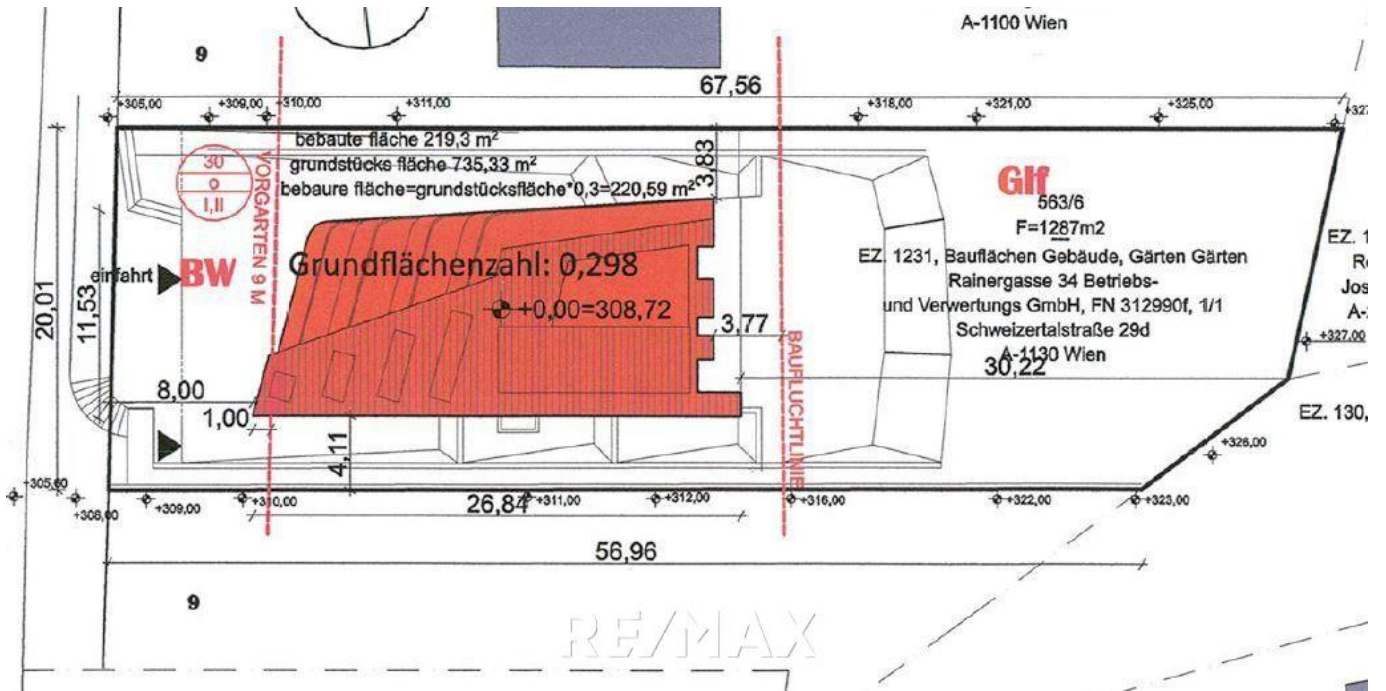 A-1100 Wien
9
67,56
+305,00
+309,00
+310,00
+311,00
+318,00
+321,00
+325,00
+327
bebaute fläche 219,3 m²
grundstücks fläche 735,33 m²
bebaure fläche=grundstücksfläche*0,3=220,59 m²
3,83
30
o
I,II
VORGARTEN 9 M
Glf
563/6
F=1287m2
EZ. 1231, Bauflächen Gebäude, Gärten Gärten
Rainergasse 34 Betriebs-
und Verwertungs GmbH, FN 312990f, 1/1
Schweizertalstraße 29d
A-1130 Wien
EZ. 1
R
Jos
A-
einfahrt
BW
Grundflächenzahl: 0,298
+0,00=308,72
20,01
11,53
3,77
BAUFLUCHTLINIE
+327,00
30,22
8,00
1,00
4,11
EZ. 130,
+326,00
+308,00
+309,00
+310,00
26,84
+311,00
+312,00
+316,00
+322,00
+323,00
56,96
9
RE/MAX